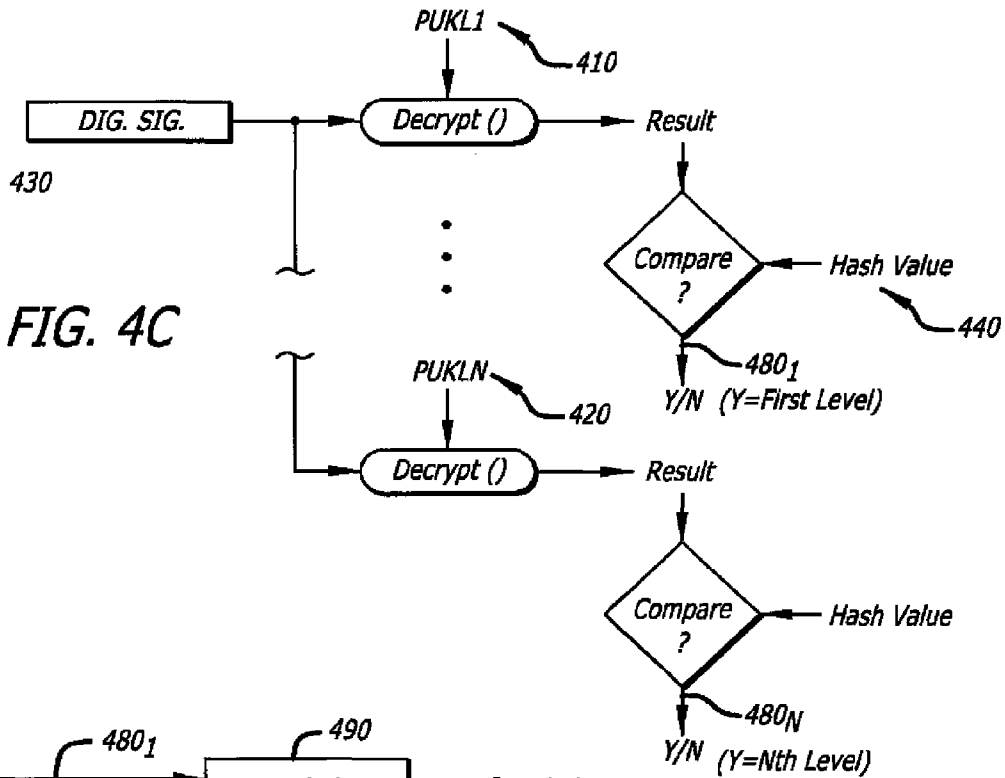 PUKL1
410
DIG. SIG.
Decrypt ()
Result
430
Compare
?
Hash Value
440
FIG. 4C
480₁
Y/N (Y=First Level)
PUKLN
420
Decrypt ()
Result
Compare
?
Hash Value
480N
Y/N (Y=Nth Level)
480₁
490